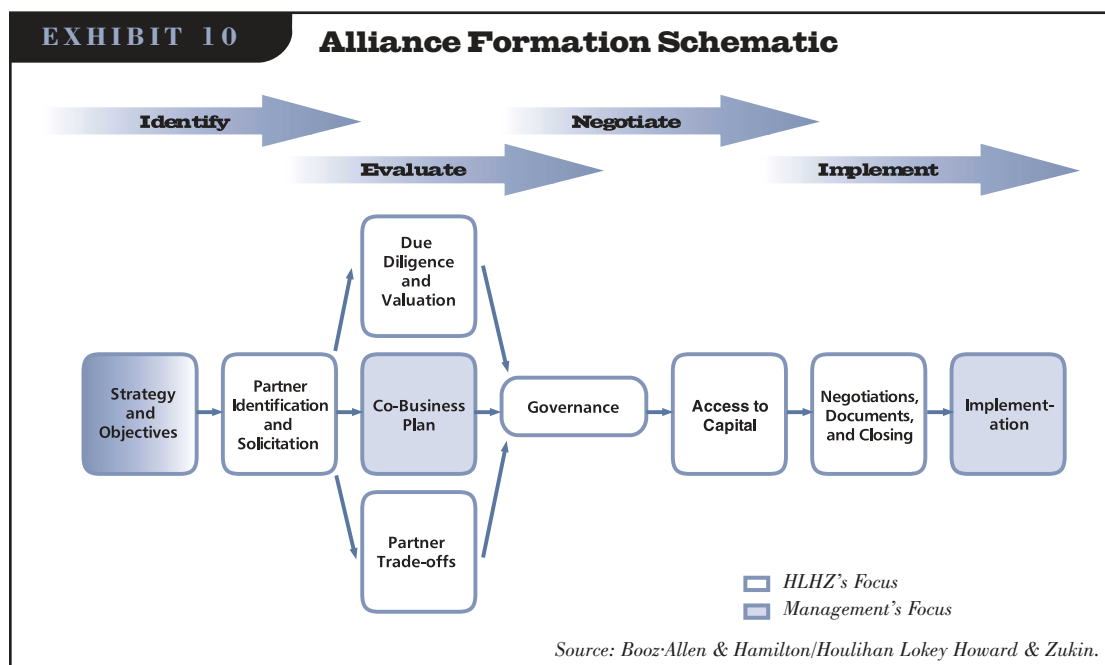 EXHIBIT 10
Alliance Formation Schematic
Identify
Negotiate
Evaluate
Implement
Due
Diligence
and
Valuation
Strategy
and
Objectives
Partner
Identification
and
Solicitation
Co-Business
Plan
Governance
Access to
Capital
Negotiations,
Documents,
and Closing
Implement-
ation
Partner
Trade-offs
HLHZ's Focus
Management's Focus
Source: Booz·Allen & Hamilton/Houlihan Lokey Howard & Zukin.